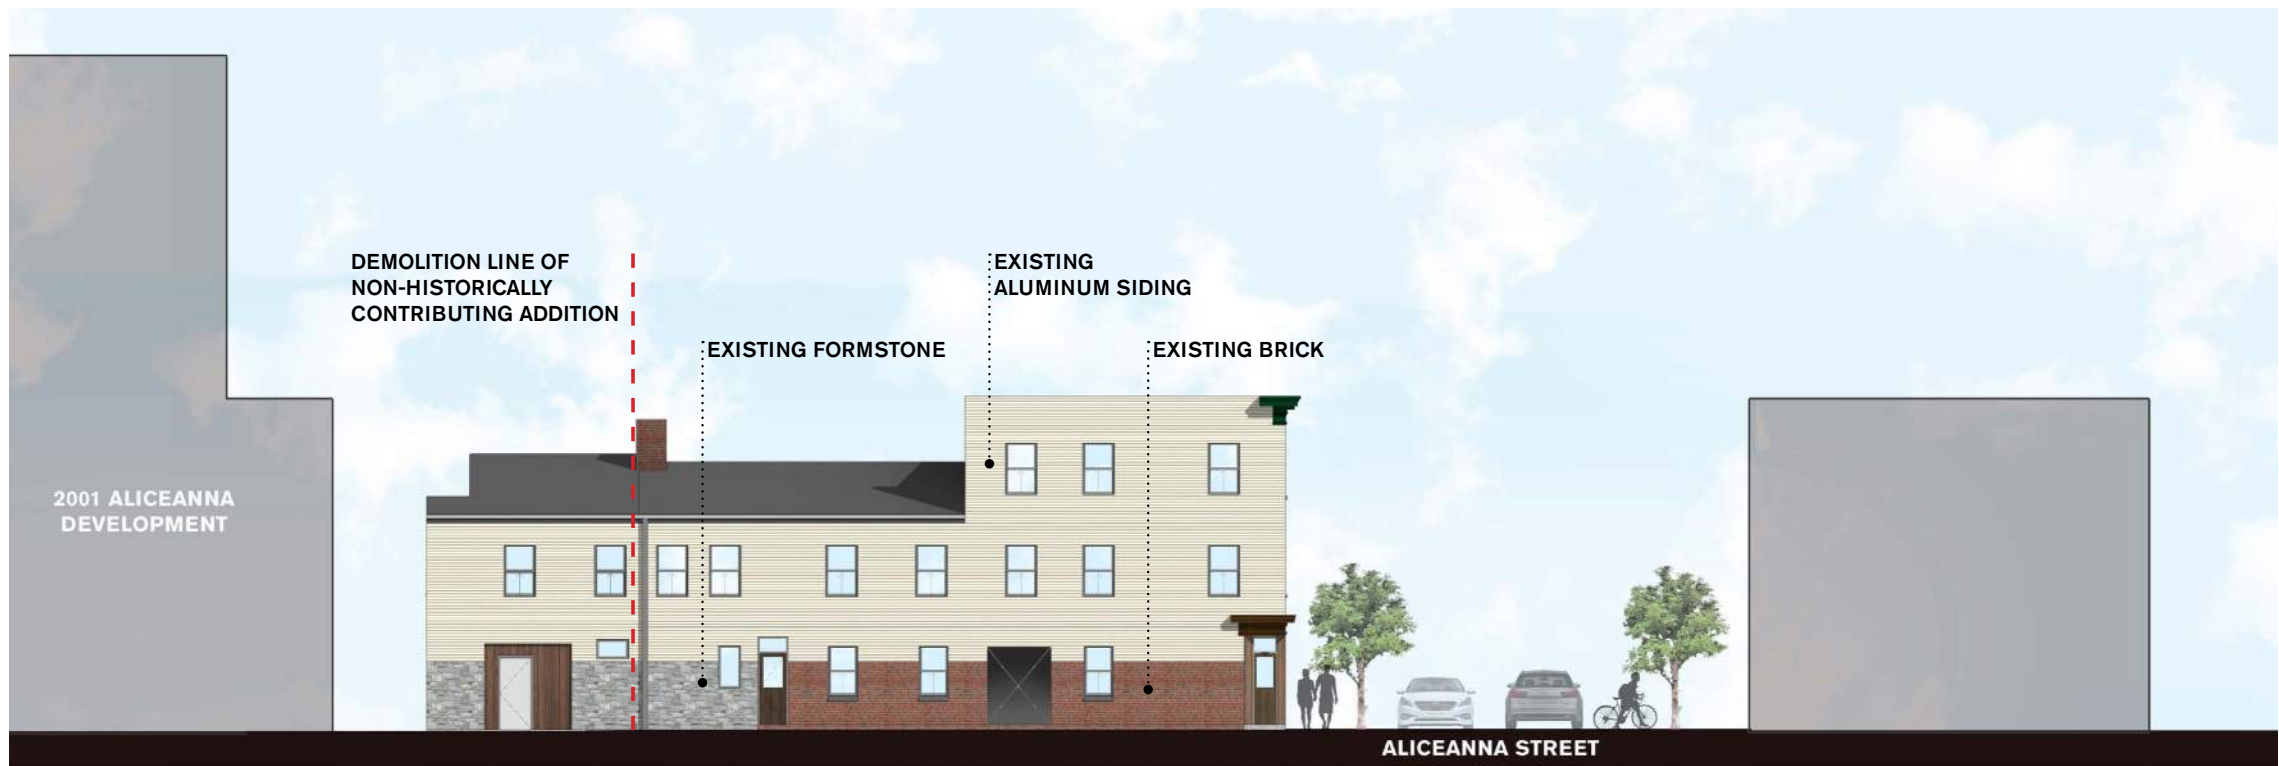 DEMOLITION LINE OF
NON-HISTORICALLY
CONTRIBUTING ADDITION
EXISTING
ALUMINUM SIDING
EXISTING FORMSTONE
EXISTING BRICK
2001 ALICEANNA
DEVELOPMENT
ALICEANNA STREET